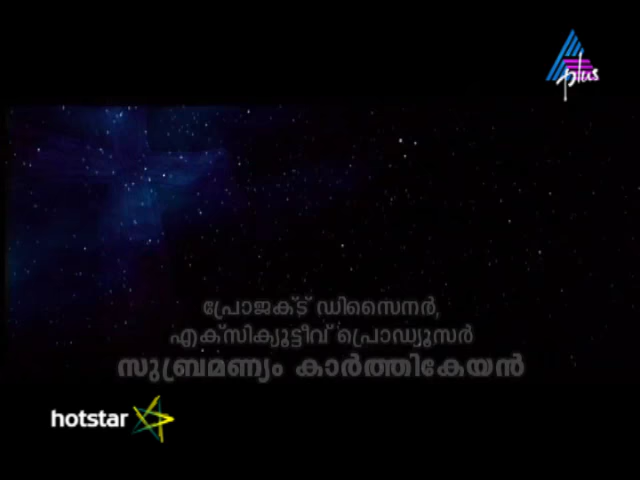 plus
പ്രോജക്ട് ഡിസൈനർ,
എക്സിക്യൂട്ടീവ് പ്രൊഡ്യൂസർ
സുബ്രമണ്യം കാർത്തികേയൻ
hotstar